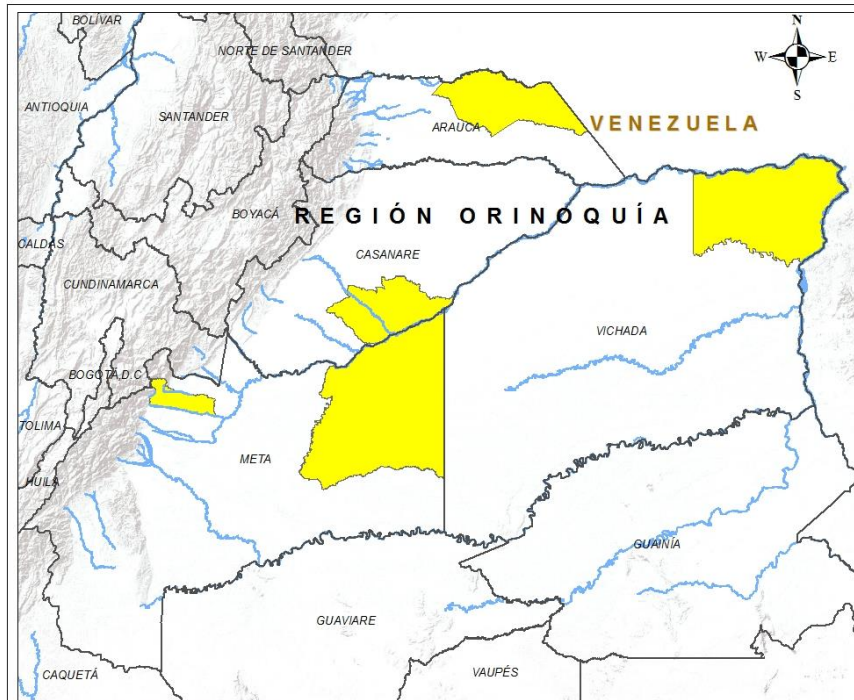 BOLÍVAR
N
NORTE DE SANTANDER
W
E
S
ANTIOQUIA
SANTANDER
ARAUCA
VENEZUELA
BOYACÁ
REGIÓN ORINOQUÍA
CALDAS
CASANARE
CUNDINAMARCA
VICHADA
BOGOTÁ,D.C
TOLIMA
META
HUILA
GUAINÍA
GUAVIARE
CAQUETÁ
VAUPÉS